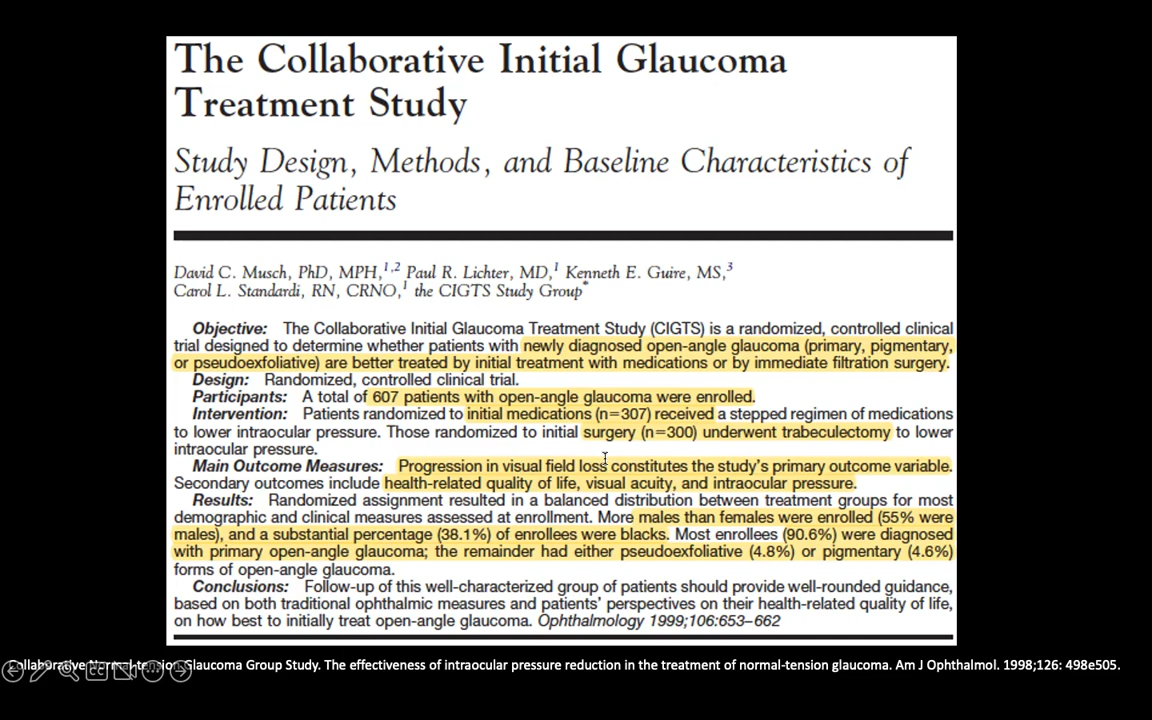 The Collaborative Initial Glaucoma
Treatment Study
Study Design, Methods, and Baseline Characteristics of
Enrolled Patients
David C. Musch, PhD, MPH,1,2 Paul R. Lichter, MD,1 Kenneth E. Guire, MS,3
Carol L. Standardi, RN, CRNO,1 the CIGTS Study Group*
Objective: The Collaborative Initial Glaucoma Treatment Study (CIGTS) is a randomized, controlled clinical
trial designed to determine whether patients with newly diagnosed open-angle glaucoma (primary, pigmentary,
or pseudoexfoliative) are better treated by initial treatment with medications or by immediate filtration surgery.
Design: Randomized, controlled clinical trial.
Participants: A total of 607 patients with open-angle glaucoma were enrolled.
Intervention: Patients randomized to initial medications (n=307) received a stepped regimen of medications
to lower intraocular pressure. Those randomized to initial surgery (n=300) underwent trabeculectomy to lower
intraocular pressure.
Main Outcome Measures: Progression in visual field loss constitutes the study's primary outcome variable.
Secondary outcomes include health-related quality of life, visual acuity, and intraocular pressure.
Results: Randomized assignment resulted in a balanced distribution between treatment groups for most
demographic and clinical measures assessed at enrollment. More males than females were enrolled (55% were
males), and a substantial percentage (38.1%) of enrollees were blacks. Most enrollees (90.6%) were diagnosed
with primary open-angle glaucoma; the remainder had either pseudoexfoliative (4.8%) or pigmentary (4.6%)
forms of open-angle glaucoma.
Conclusions: Follow-up of this well-characterized group of patients should provide well-rounded guidance,
based on both traditional ophthalmic measures and patients' perspectives on their health-related quality of life,
on how best to initially treat open-angle glaucoma. Ophthalmology 1999;106:653–662
Collaborative Normal-tension Glaucoma Group Study. The effectiveness of intraocular pressure reduction in the treatment of normal-tension glaucoma. Am J Ophthalmol. 1998;126: 498e505.
CC